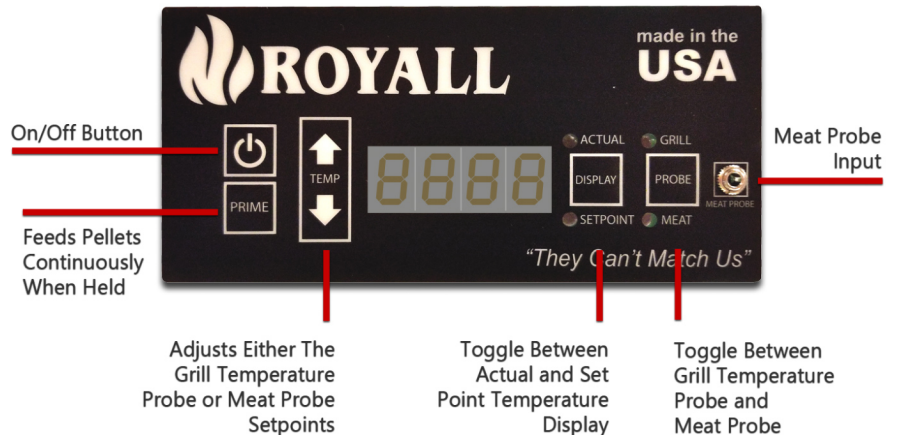 ROYALL
made in the
USA
On/Off Button
Meat Probe
Input
ACTUAL
GRILL
TEMP
8888
DISPLAY
PROBE
PRIME
MEAT PROBE
SETPOINT
MEAT
Feeds Pellets
Continuously
When Held
“They Can’t Match Us”
Adjusts Either The
Grill Temperature
Probe or Meat Probe
Setpoints
Toggle Between
Actual and Set
Point Temperature
Display
Toggle Between
Grill Temperature
Probe and
Meat Probe